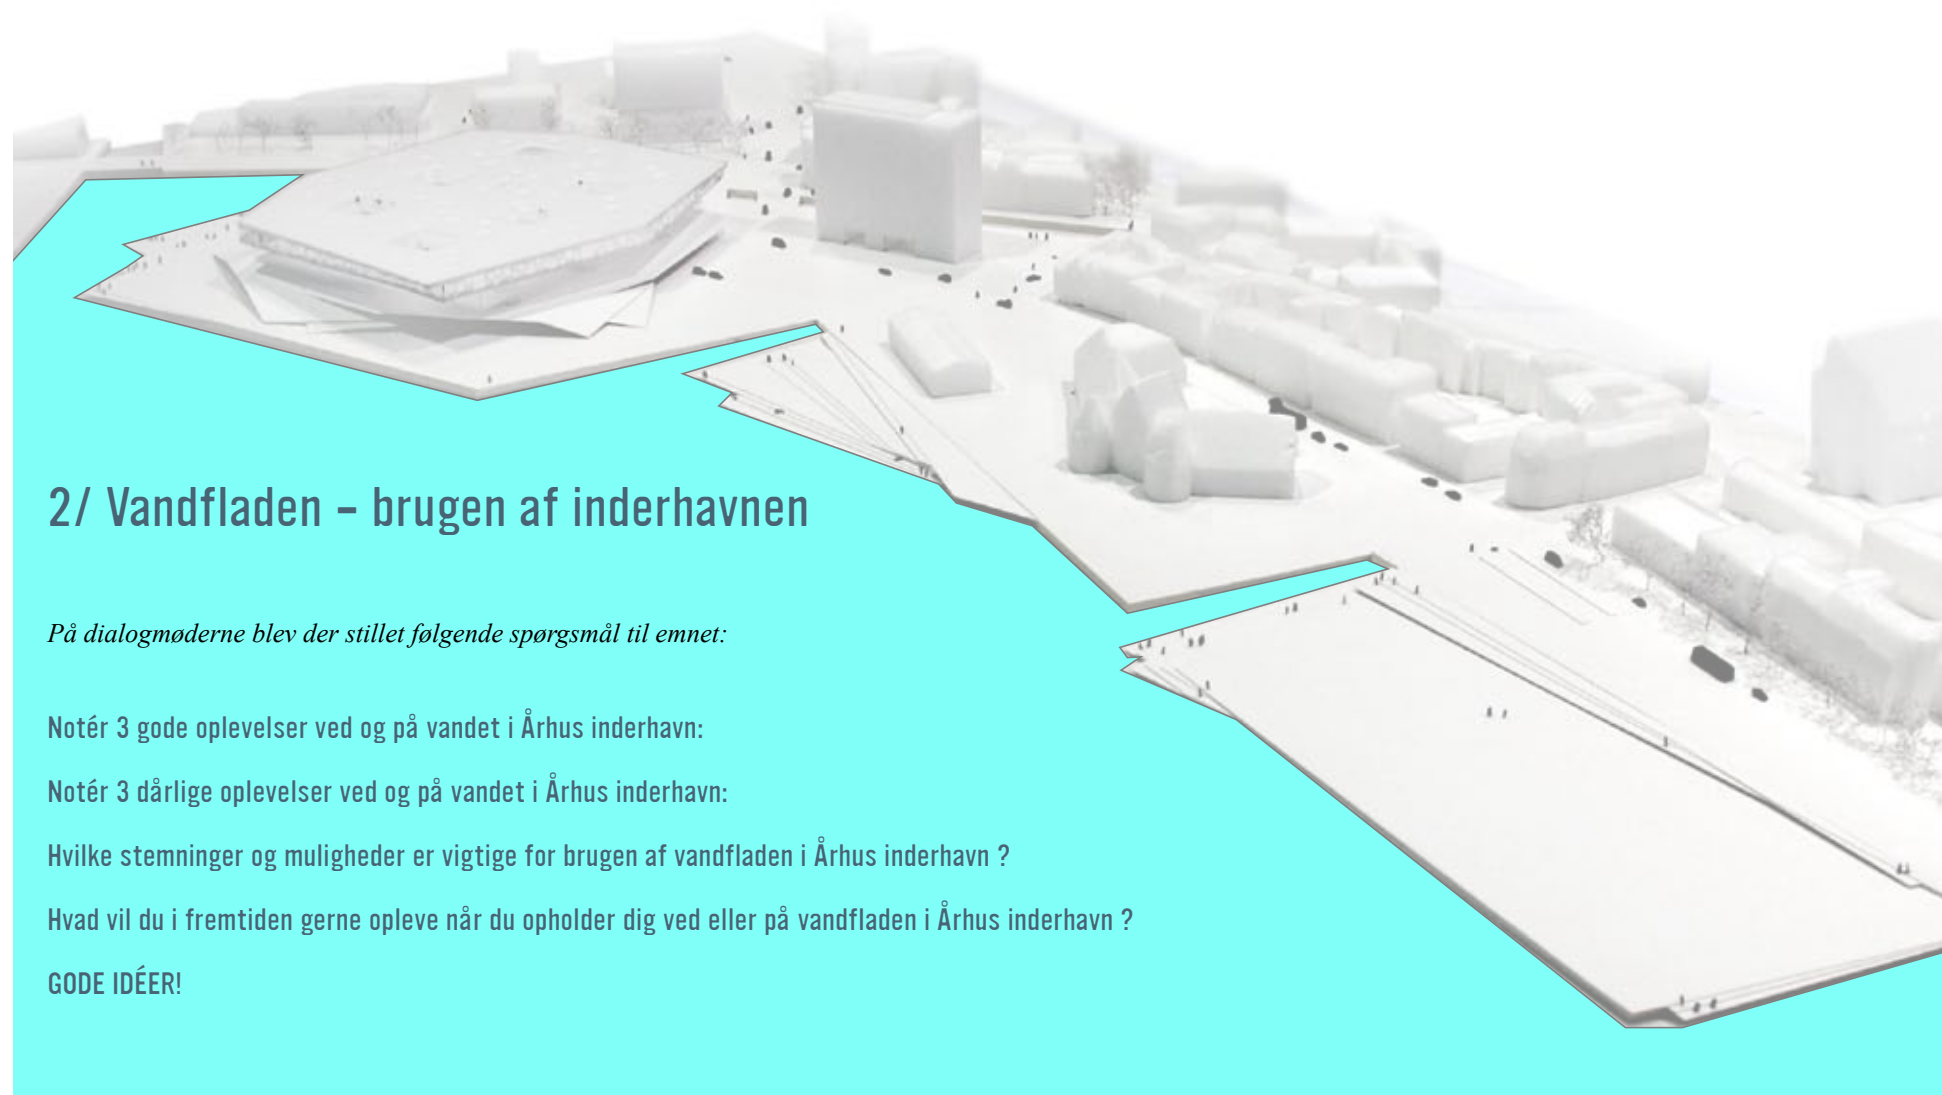 2/ Vandfladen – brugen af inderhavnen
På dialogmøderne blev der stillet følgende spørgsmål til emnet:
Notér 3 gode oplevelser ved og på vandet i Århus inderhavn:
Notér 3 dårlige oplevelser ved og på vandet i Århus inderhavn:
Hvilke stemninger og muligheder er vigtige for brugen af vandfladen i Århus inderhavn ?
Hvad vil du i fremtiden gerne opleve når du opholder dig ved eller på vandfladen i Århus inderhavn ?
GODE IDÉER!